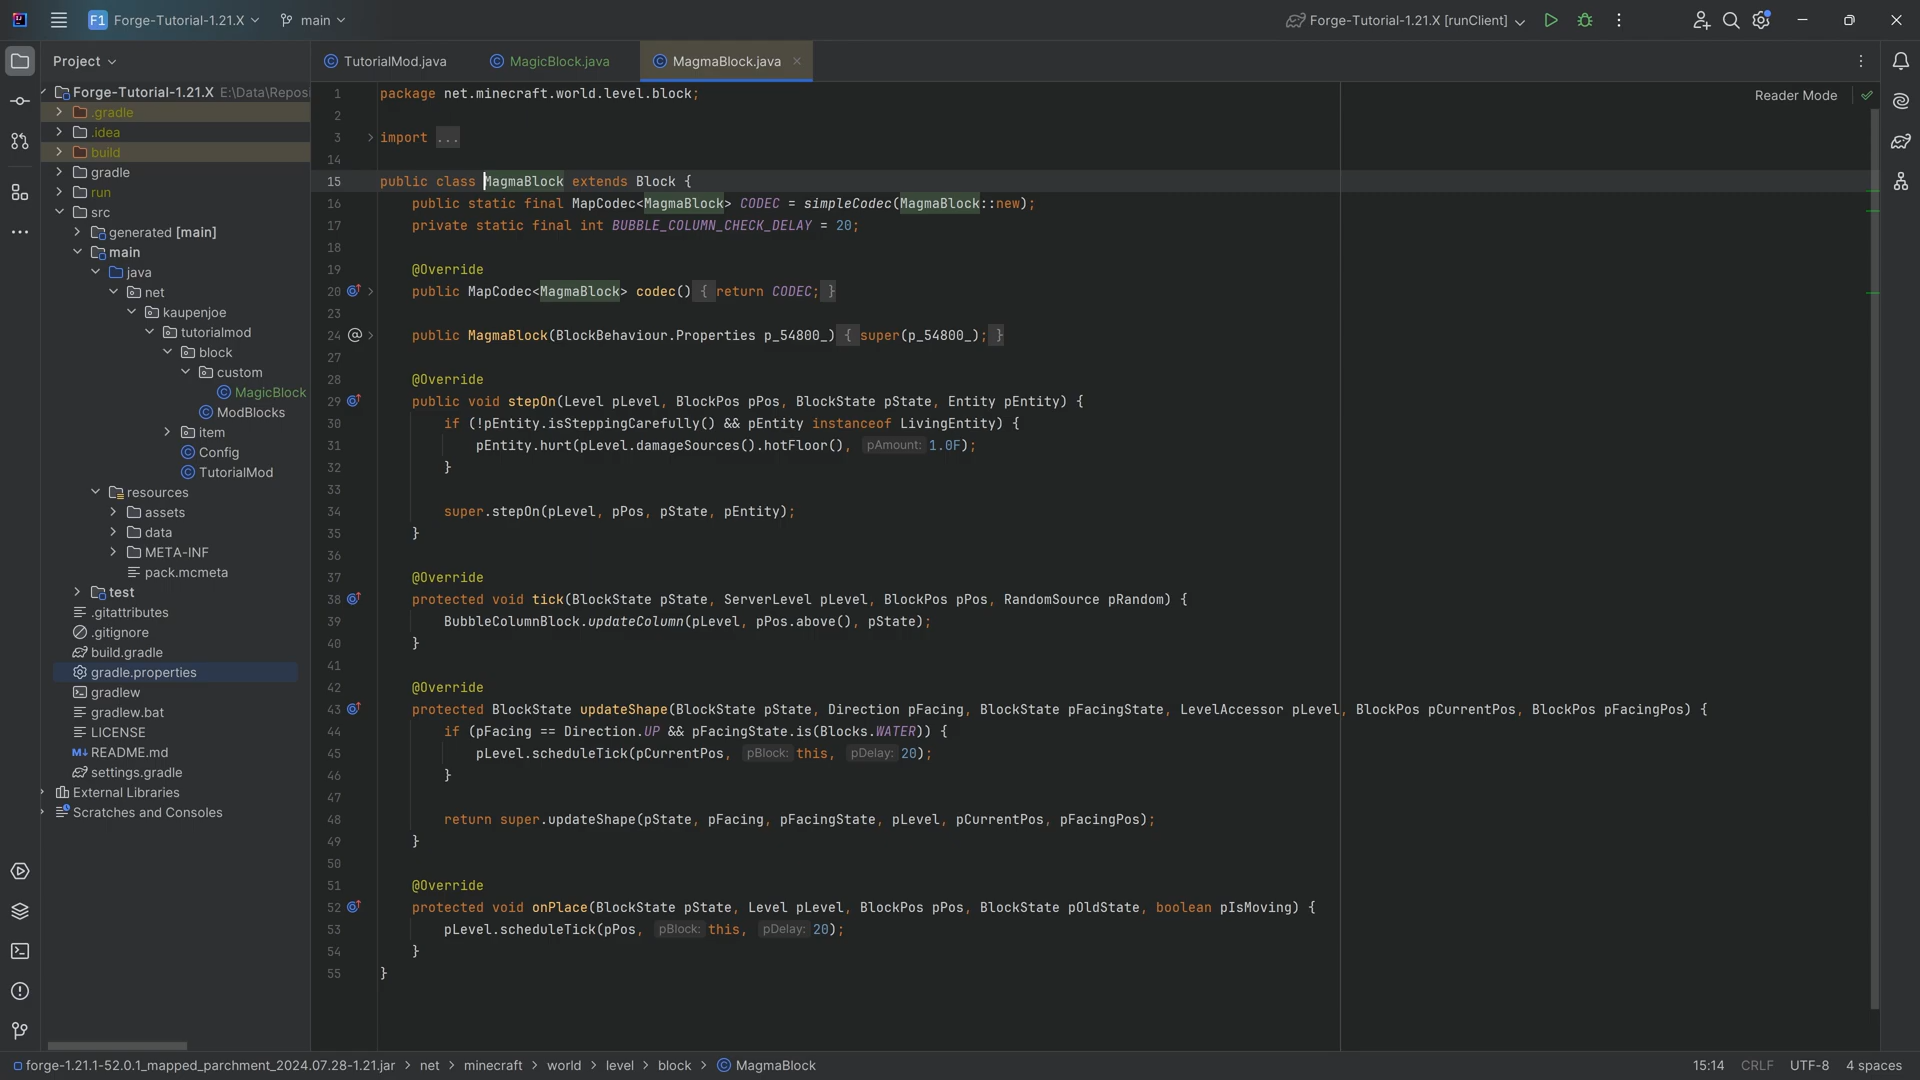 F1 Forge-Tutorial-1.21.X main Forge-Tutorial-1.21.X [runClient]
Project TutorialMod.java MagicBlock.java MagmaBlock.java
Reader Mode
Forge-Tutorial-1.21.X E:\Data\Repos
.gradle
.idea
build
gradle
run
src
generated [main]
main
java
net
kaupenjoe
tutorialmod
block
custom
MagicBlock
ModBlocks
item
Config
TutorialMod
resources
assets
data
META-INF
pack.mcmeta
test
.gitattributes
.gitignore
build.gradle
gradle.properties
gradlew
gradlew.bat
LICENSE
README.md
settings.gradle
External Libraries
Scratches and Consoles
1 package net.minecraft.world.level.block;
2
3 import ...
14
15 public class MagmaBlock extends Block {
16 public static final MapCodec<MagmaBlock> CODEC = simpleCodec(MagmaBlock::new);
17 private static final int BUBBLE_COLUMN_CHECK_DELAY = 20;
18
19 @Override
20 public MapCodec<MagmaBlock> codec() { return CODEC; }
23
24 public MagmaBlock(BlockBehaviour.Properties p_54800_) { super(p_54800_); }
27
28 @Override
29 public void stepOn(Level pLevel, BlockPos pPos, BlockState pState, Entity pEntity) {
30 if (!pEntity.isSteppingCarefully() && pEntity instanceof LivingEntity) {
31 pEntity.hurt(pLevel.damageSources().hotFloor(), pAmount: 1.0F);
32 }
33
34 super.stepOn(pLevel, pPos, pState, pEntity);
35 }
36
37 @Override
38 protected void tick(BlockState pState, ServerLevel pLevel, BlockPos pPos, RandomSource pRandom) {
39 BubbleColumnBlock.updateColumn(pLevel, pPos.above(), pState);
40 }
41
42 @Override
43 protected BlockState updateShape(BlockState pState, Direction pFacing, BlockState pFacingState, LevelAccessor pLevel, BlockPos pCurrentPos, BlockPos pFacingPos) {
44 if (pFacing == Direction.UP && pFacingState.is(Blocks.WATER)) {
45 pLevel.scheduleTick(pCurrentPos, pBlock: this, pDelay: 20);
46 }
47
48 return super.updateShape(pState, pFacing, pFacingState, pLevel, pCurrentPos, pFacingPos);
49 }
50
51 @Override
52 protected void onPlace(BlockState pState, Level pLevel, BlockPos pPos, BlockState pOldState, boolean pIsMoving) {
53 pLevel.scheduleTick(pPos, pBlock: this, pDelay: 20);
54 }
55 }
forge-1.21.1-52.0.1_mapped_parchment_2024.07.28-1.21.jar > net > minecraft > world > level > block > MagmaBlock 15:14 CRLF UTF-8 4 spaces